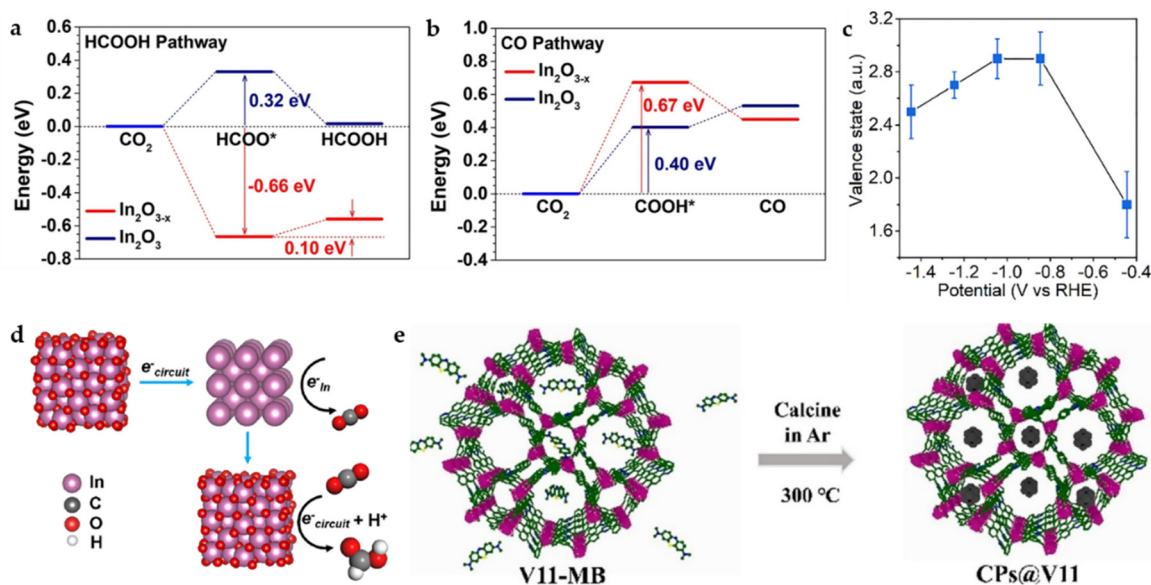 a
HCOOH Pathway
Energy (eV)
0.6
0.4
0.2
0.0
-0.2
-0.4
-0.6
-0.8
0.32 eV
CO2
HCOO*
HCOOH
-0.66 eV
0.10 eV
In2O3-x
In2O3
b
CO Pathway
In2O3-x
In2O3
Energy (eV)
1.0
0.8
0.6
0.4
0.2
0.0
0.67 eV
0.40 eV
CO2
COOH*
CO
c
Valence state (a.u.)
3.2
2.8
2.4
2.0
1.6
-1.4 -1.2 -1.0 -0.8 -0.6 -0.4
Potential (V vs RHE)
d
e-circuit
e-In
In
C
O
H
e-circuit + H+
e
V11-MB
Calcine
in Ar
300 °C
CPs@V11